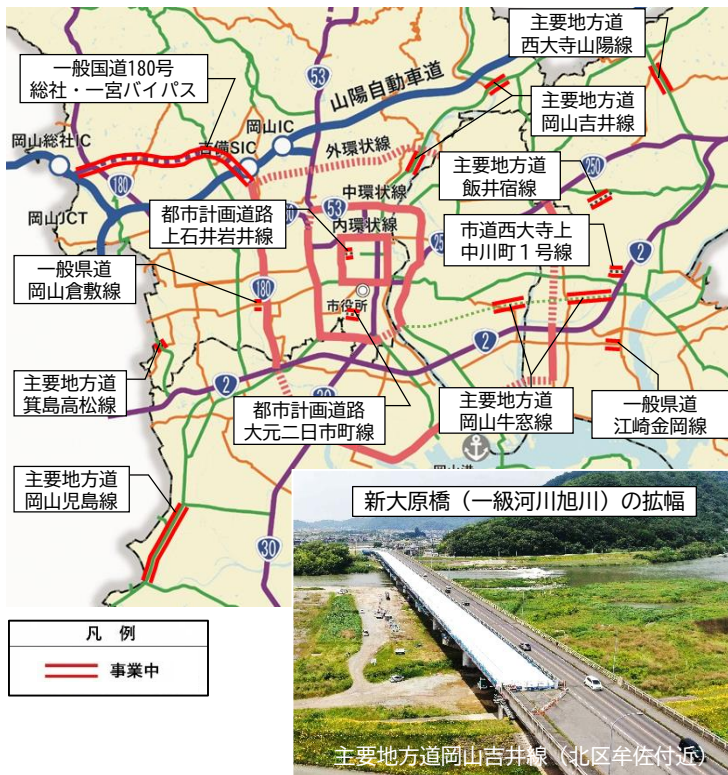 主要地方道
西大寺山陽線
一般国道180号
総社・一宮バイパス
53
山陽自動車道
岡山IC
岡山総社IC
吉備SIC
外環状線
主要地方道
岡山吉井線
180
中環状線
250
主要地方道
飯井宿線
岡山JCT
都市計画道路
上石井岩井線
53
内環状線
市道西大寺上
中川町1号線
2
一般県道
岡山倉敷線
180
市役所
2
主要地方道
箕島高松線
2
都市計画道路
大元二日市町線
主要地方道
岡山牛窓線
一般県道
江崎金岡線
主要地方道
岡山児島線
30
新大原橋（一級河川旭川）の拡幅
凡 例
事業中
主要地方道岡山吉井線（北区牟佐付近）